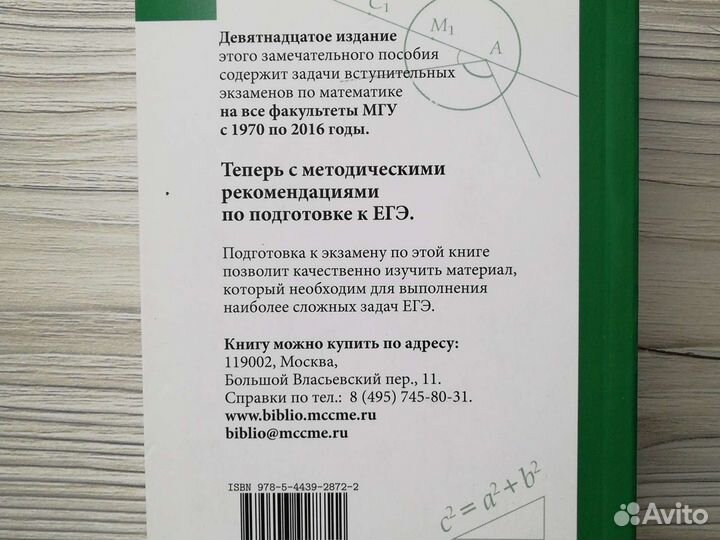 C₁
M₁
A
Девятнадцатое издание
этого замечательного пособия
содержит задачи вступительных
экзаменов по математике
на все факультеты МГУ
с 1970 по 2016 годы.
Теперь с методическими
рекомендациями
по подготовке к ЕГЭ.
Подготовка к экзамену по этой книге
позволит качественно изучить материал,
который необходим для выполнения
наиболее сложных задач ЕГЭ.
Книгу можно купить по адресу:
119002, Москва,
Большой Власьевский пер., 11.
Справки по тел.: 8 (495) 745-80-31.
www.biblio.mccme.ru
biblio@mccme.ru
ISBN 978-5-4439-2872-2
c² = a² + b²
Avito